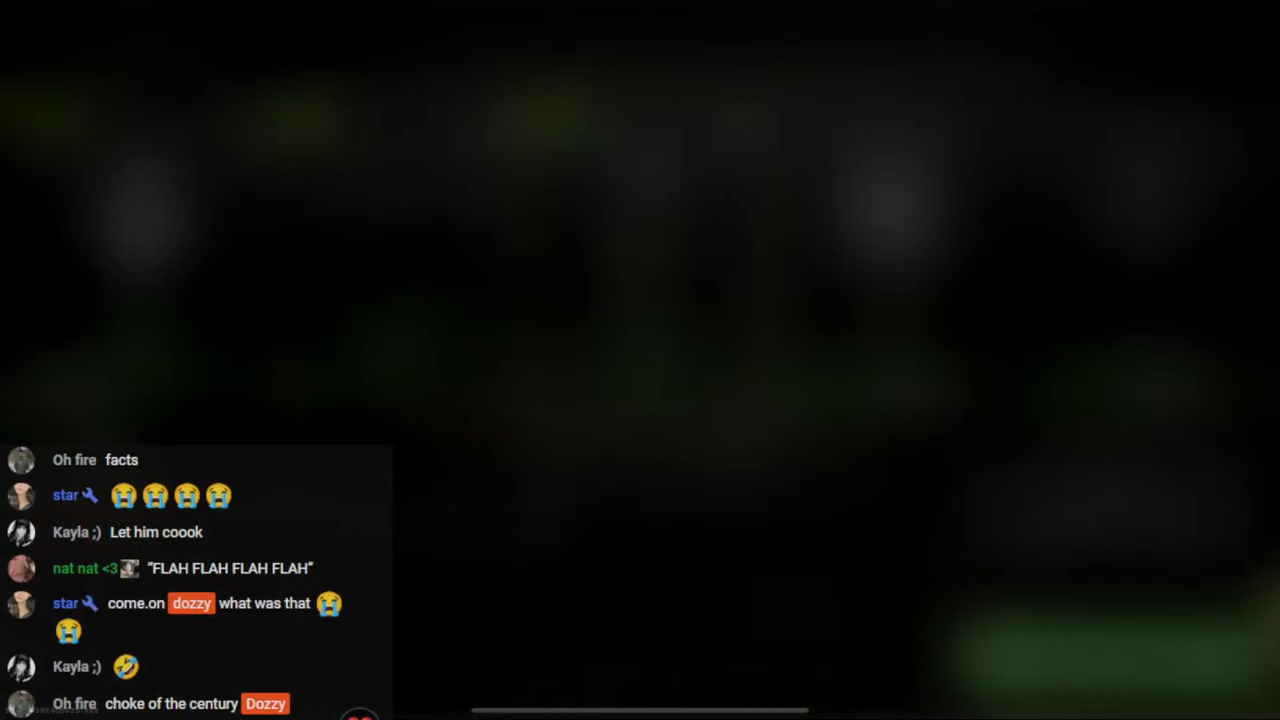 Oh fire facts
star 😭😭😭😭
Kayla ;) Let him coook
nat nat <3 “FLAH FLAH FLAH FLAH”
star come.on dozzy what was that 😭
😭
Kayla ;) 🤣
Oh fire choke of the century Dozzy